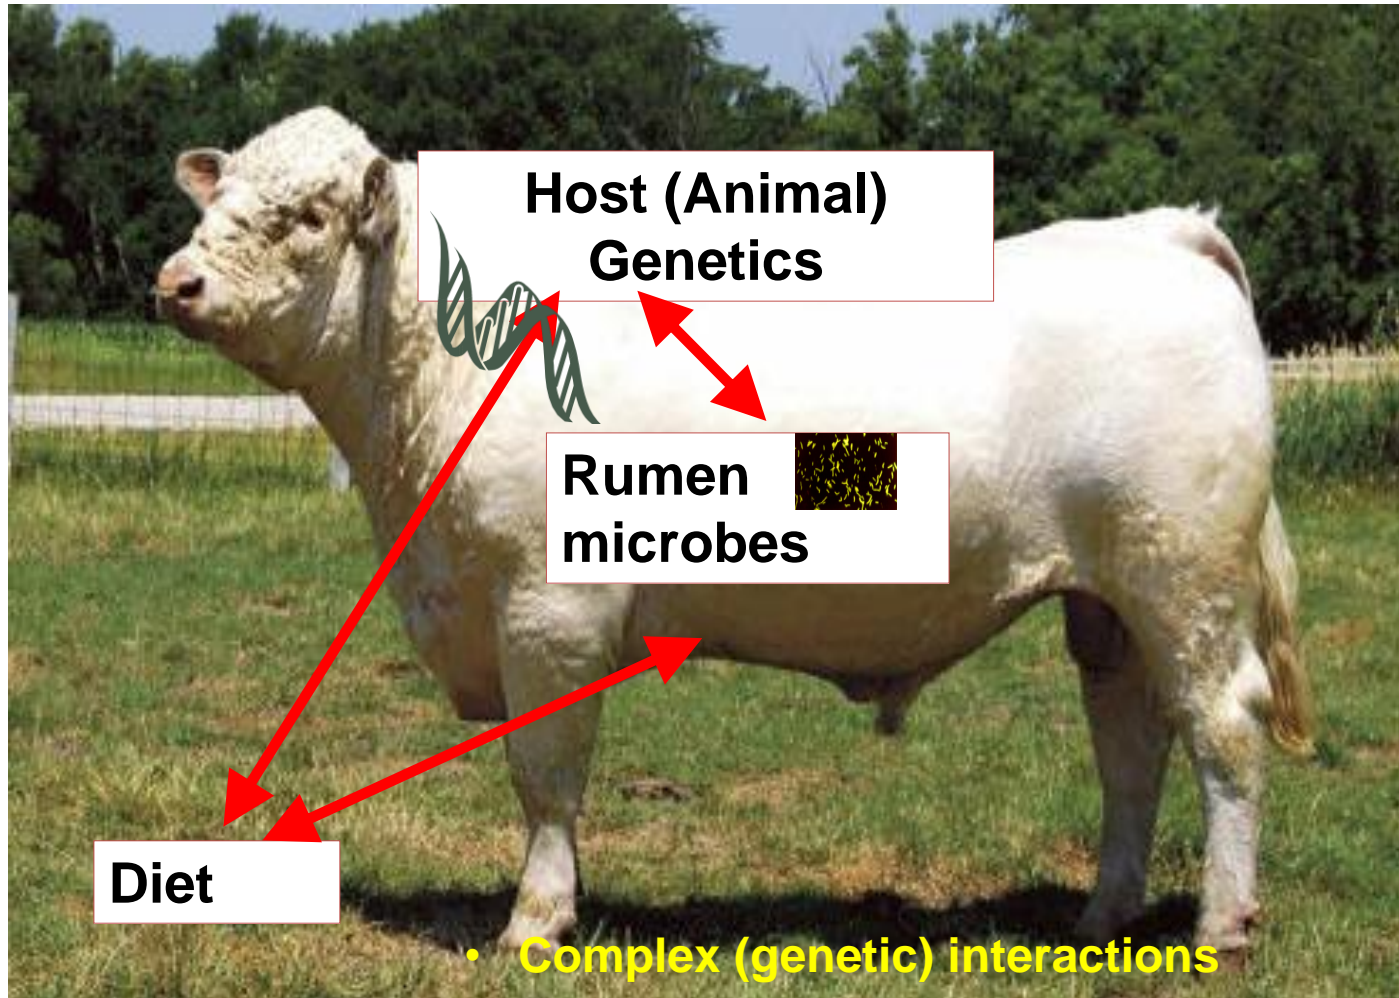 Host (Animal)
Genetics
Rumen
microbes
Diet
• Complex (genetic) interactions